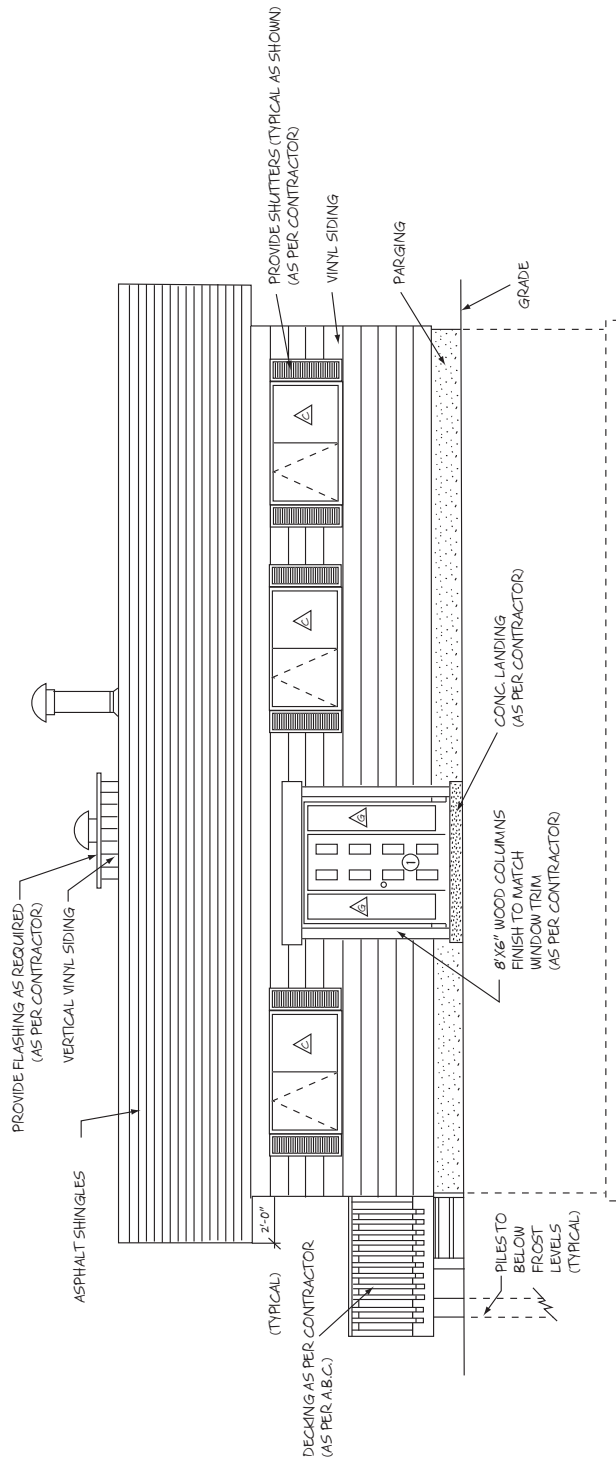 PROVIDE FLASHING AS REQUIRED
(AS PER CONTRACTOR)
VERTICAL VINYL SIDING
ASPHALT SHINGLES
2'-0"
(TYPICAL)
DECKING AS PER CONTRACTOR
(AS PER A.B.C.)
PILES TO
BELOW
FROST
LEVELS
(TYPICAL)
C
G
1
G
C
C
8'X6" WOOD COLUMNS
FINISH TO MATCH
WINDOW TRIM
(AS PER CONTRACTOR)
CONC. LANDING
(AS PER CONTRACTOR)
PROVIDE SHUTTERS (TYPICAL AS SHOWN)
(AS PER CONTRACTOR)
VINYL SIDING
PARGING
GRADE